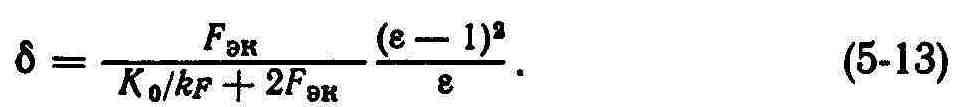 δ = F_эк / (K_0/k_F + 2F_эк) · (ε — 1)² / ε . (5-13)